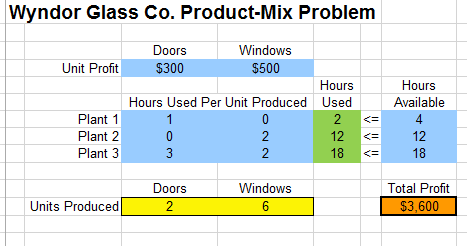 Wyndor Glass Co. Product-Mix Problem
Doors Windows
Unit Profit $300 $500
Hours Hours
Hours Used Per Unit Produced Used Available
Plant 1 1 0 2 <= 4
Plant 2 0 2 12 <= 12
Plant 3 3 2 18 <= 18
Doors Windows Total Profit
Units Produced 2 6 $3,600